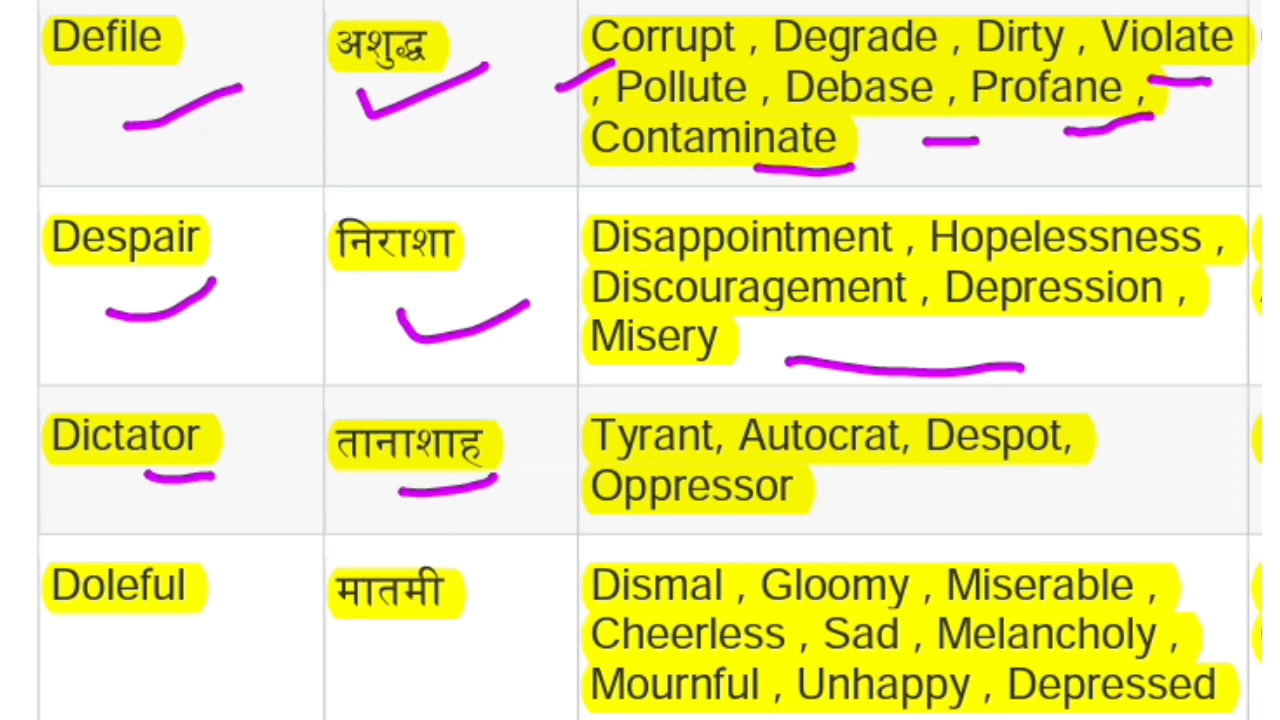 Defile अशुद्ध Corrupt , Degrade , Dirty , Violate
, Pollute , Debase , Profane ,
Contaminate
Despair निराशा Disappointment , Hopelessness ,
Discouragement , Depression ,
Misery
Dictator तानाशाह Tyrant, Autocrat, Despot,
Oppressor
Doleful मातमी Dismal , Gloomy , Miserable ,
Cheerless , Sad , Melancholy ,
Mournful , Unhappy , Depressed